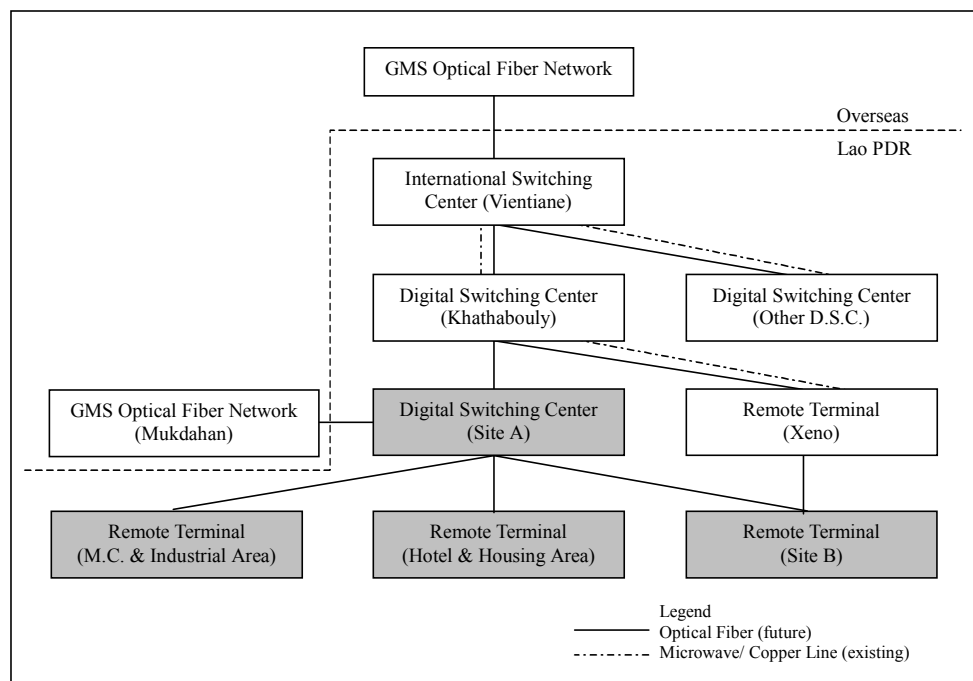 GMS Optical Fiber Network
Overseas
Lao PDR
International Switching
Center (Vientiane)
Digital Switching Center
(Khathabouly)
Digital Switching Center
(Other D.S.C.)
GMS Optical Fiber Network
(Mukdahan)
Digital Switching Center
(Site A)
Remote Terminal
(Xeno)
Remote Terminal
(M.C. & Industrial Area)
Remote Terminal
(Hotel & Housing Area)
Remote Terminal
(Site B)
Legend
Optical Fiber (future)
Microwave/ Copper Line (existing)